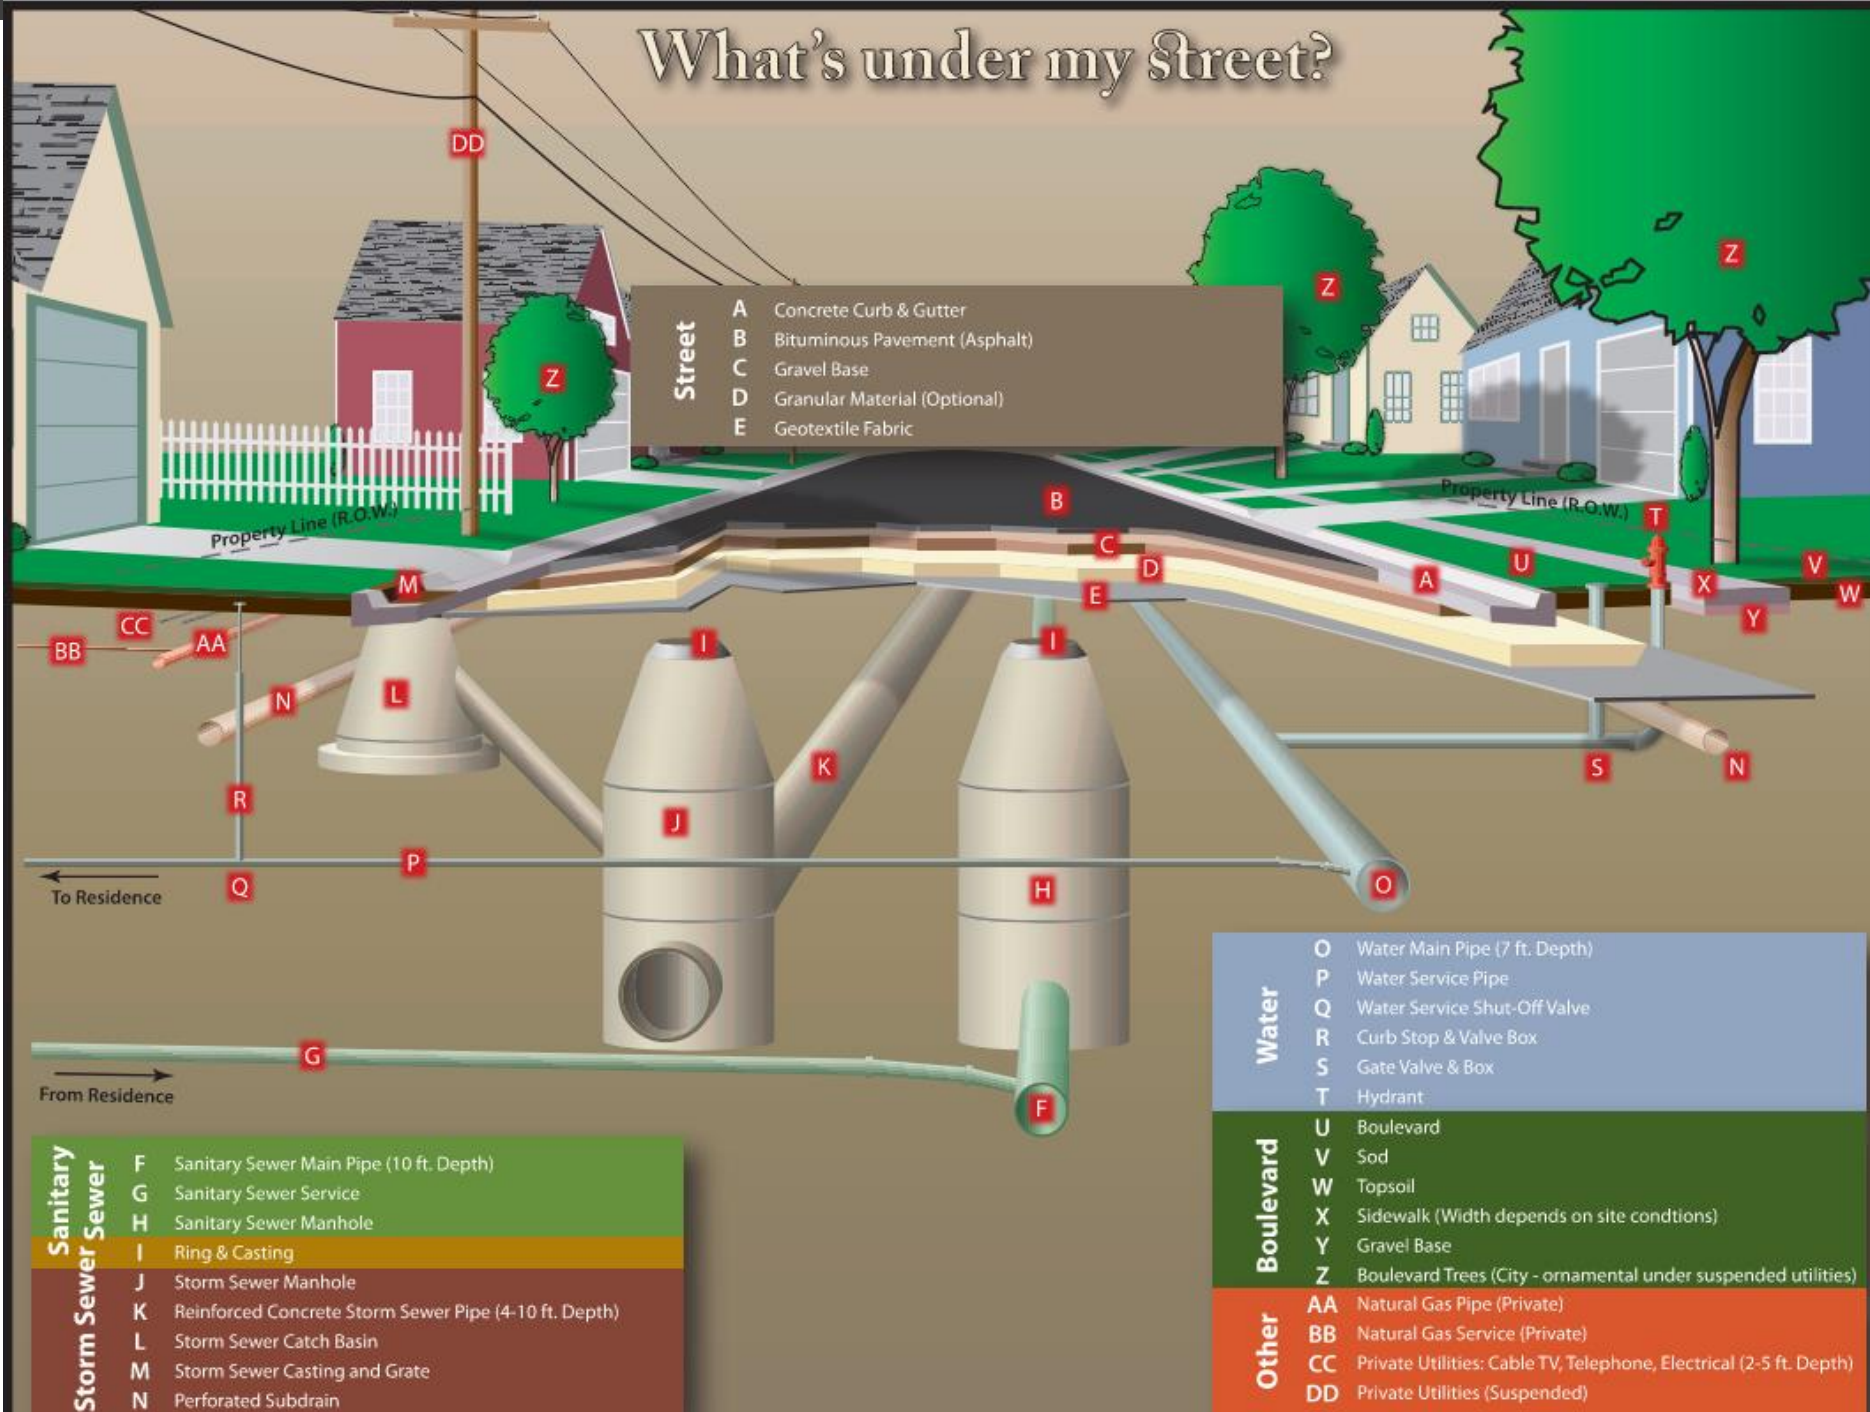 What's under my Street?
DD
Z
Z
Z
Street
A Concrete Curb & Gutter
B Bituminous Pavement (Asphalt)
C Gravel Base
D Granular Material (Optional)
E Geotextile Fabric
Property Line (R.O.W.)
Property Line (R.O.W.)
B
T
C
D
E
U
A
X
V
W
Y
M
CC
AA
BB
I
I
N
L
K
S
N
R
J
P
Q
To Residence
H
O
G
From Residence
F
Sanitary Sewer
F Sanitary Sewer Main Pipe (10 ft. Depth)
G Sanitary Sewer Service
H Sanitary Sewer Manhole
I Ring & Casting
Storm Sewer
J Storm Sewer Manhole
K Reinforced Concrete Storm Sewer Pipe (4-10 ft. Depth)
L Storm Sewer Catch Basin
M Storm Sewer Casting and Grate
N Perforated Subdrain
Water
O Water Main Pipe (7 ft. Depth)
P Water Service Pipe
Q Water Service Shut-Off Valve
R Curb Stop & Valve Box
S Gate Valve & Box
T Hydrant
Boulevard
U Boulevard
V Sod
W Topsoil
X Sidewalk (Width depends on site condtions)
Y Gravel Base
Z Boulevard Trees (City - ornamental under suspended utilities)
Other
AA Natural Gas Pipe (Private)
BB Natural Gas Service (Private)
CC Private Utilities: Cable TV, Telephone, Electrical (2-5 ft. Depth)
DD Private Utilities (Suspended)